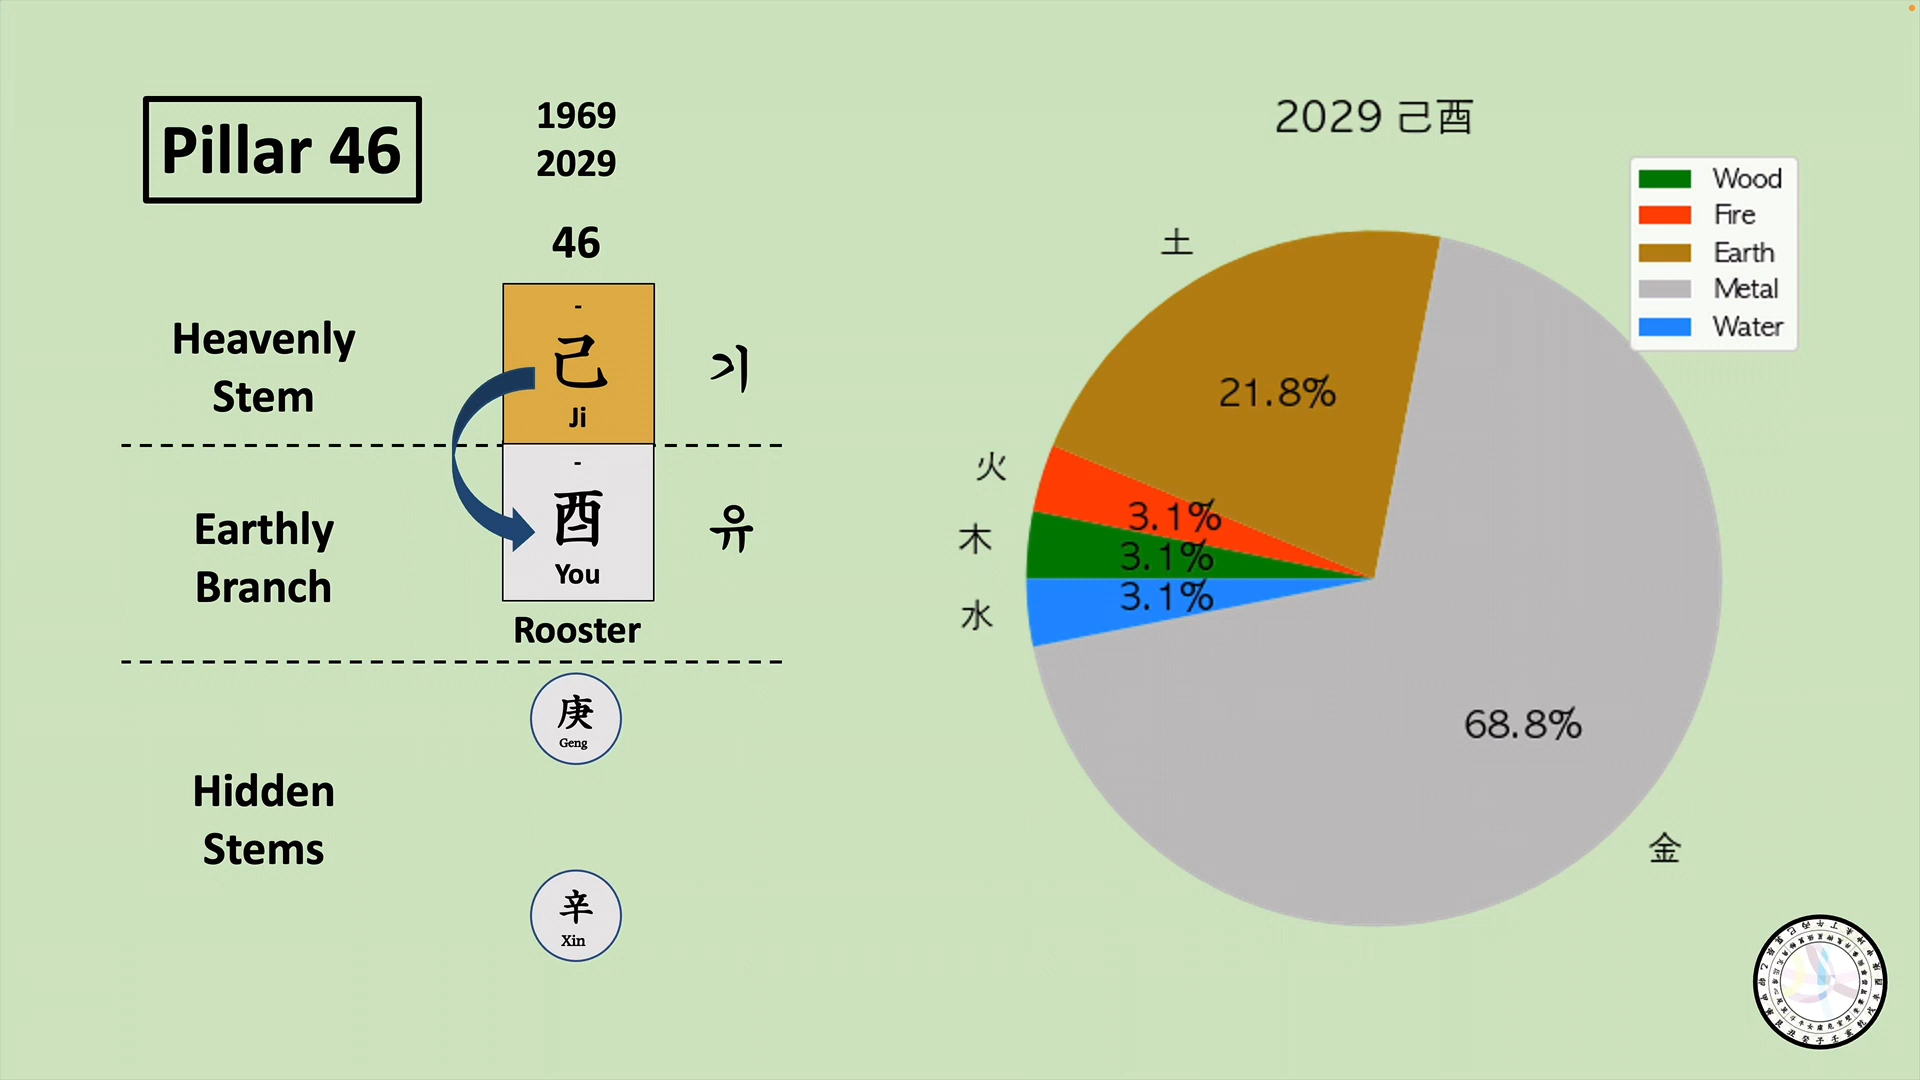 Pillar 46
1969
2029
46
Heavenly
Stem
-
己
Ji
기
Earthly
Branch
-
酉
You
유
Rooster
Hidden
Stems
庚
Geng
辛
Xin
2029 己酉
Wood
Fire
Earth
Metal
Water
土
21.8%
火
3.1%
木
3.1%
水
3.1%
68.8%
金